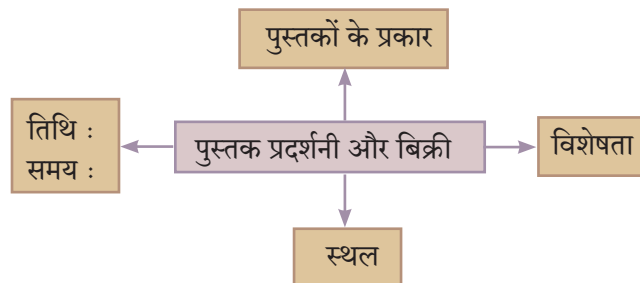 पुस्तकों के प्रकार
तिथि :
समय :
पुस्तक प्रदर्शनी और बिक्री
विशेषता
स्थल